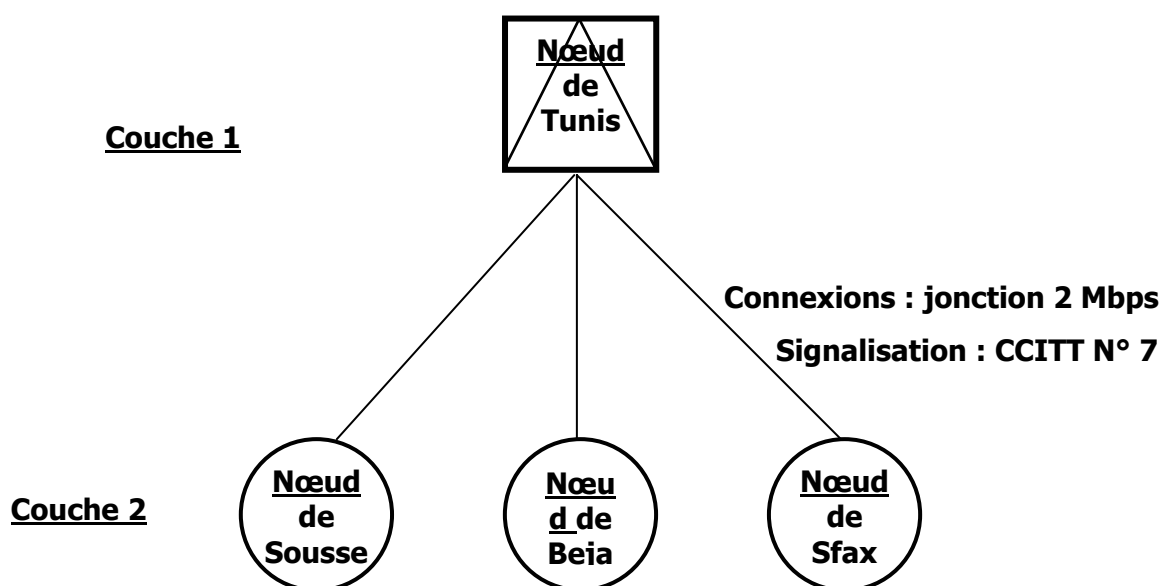 Nœud
de
Tunis
Couche 1
Connexions : jonction 2 Mbps
Signalisation : CCITT N° 7
Couche 2
Nœud
de
Sousse
Nœu
d de
Beja
Nœud
de
Sfax